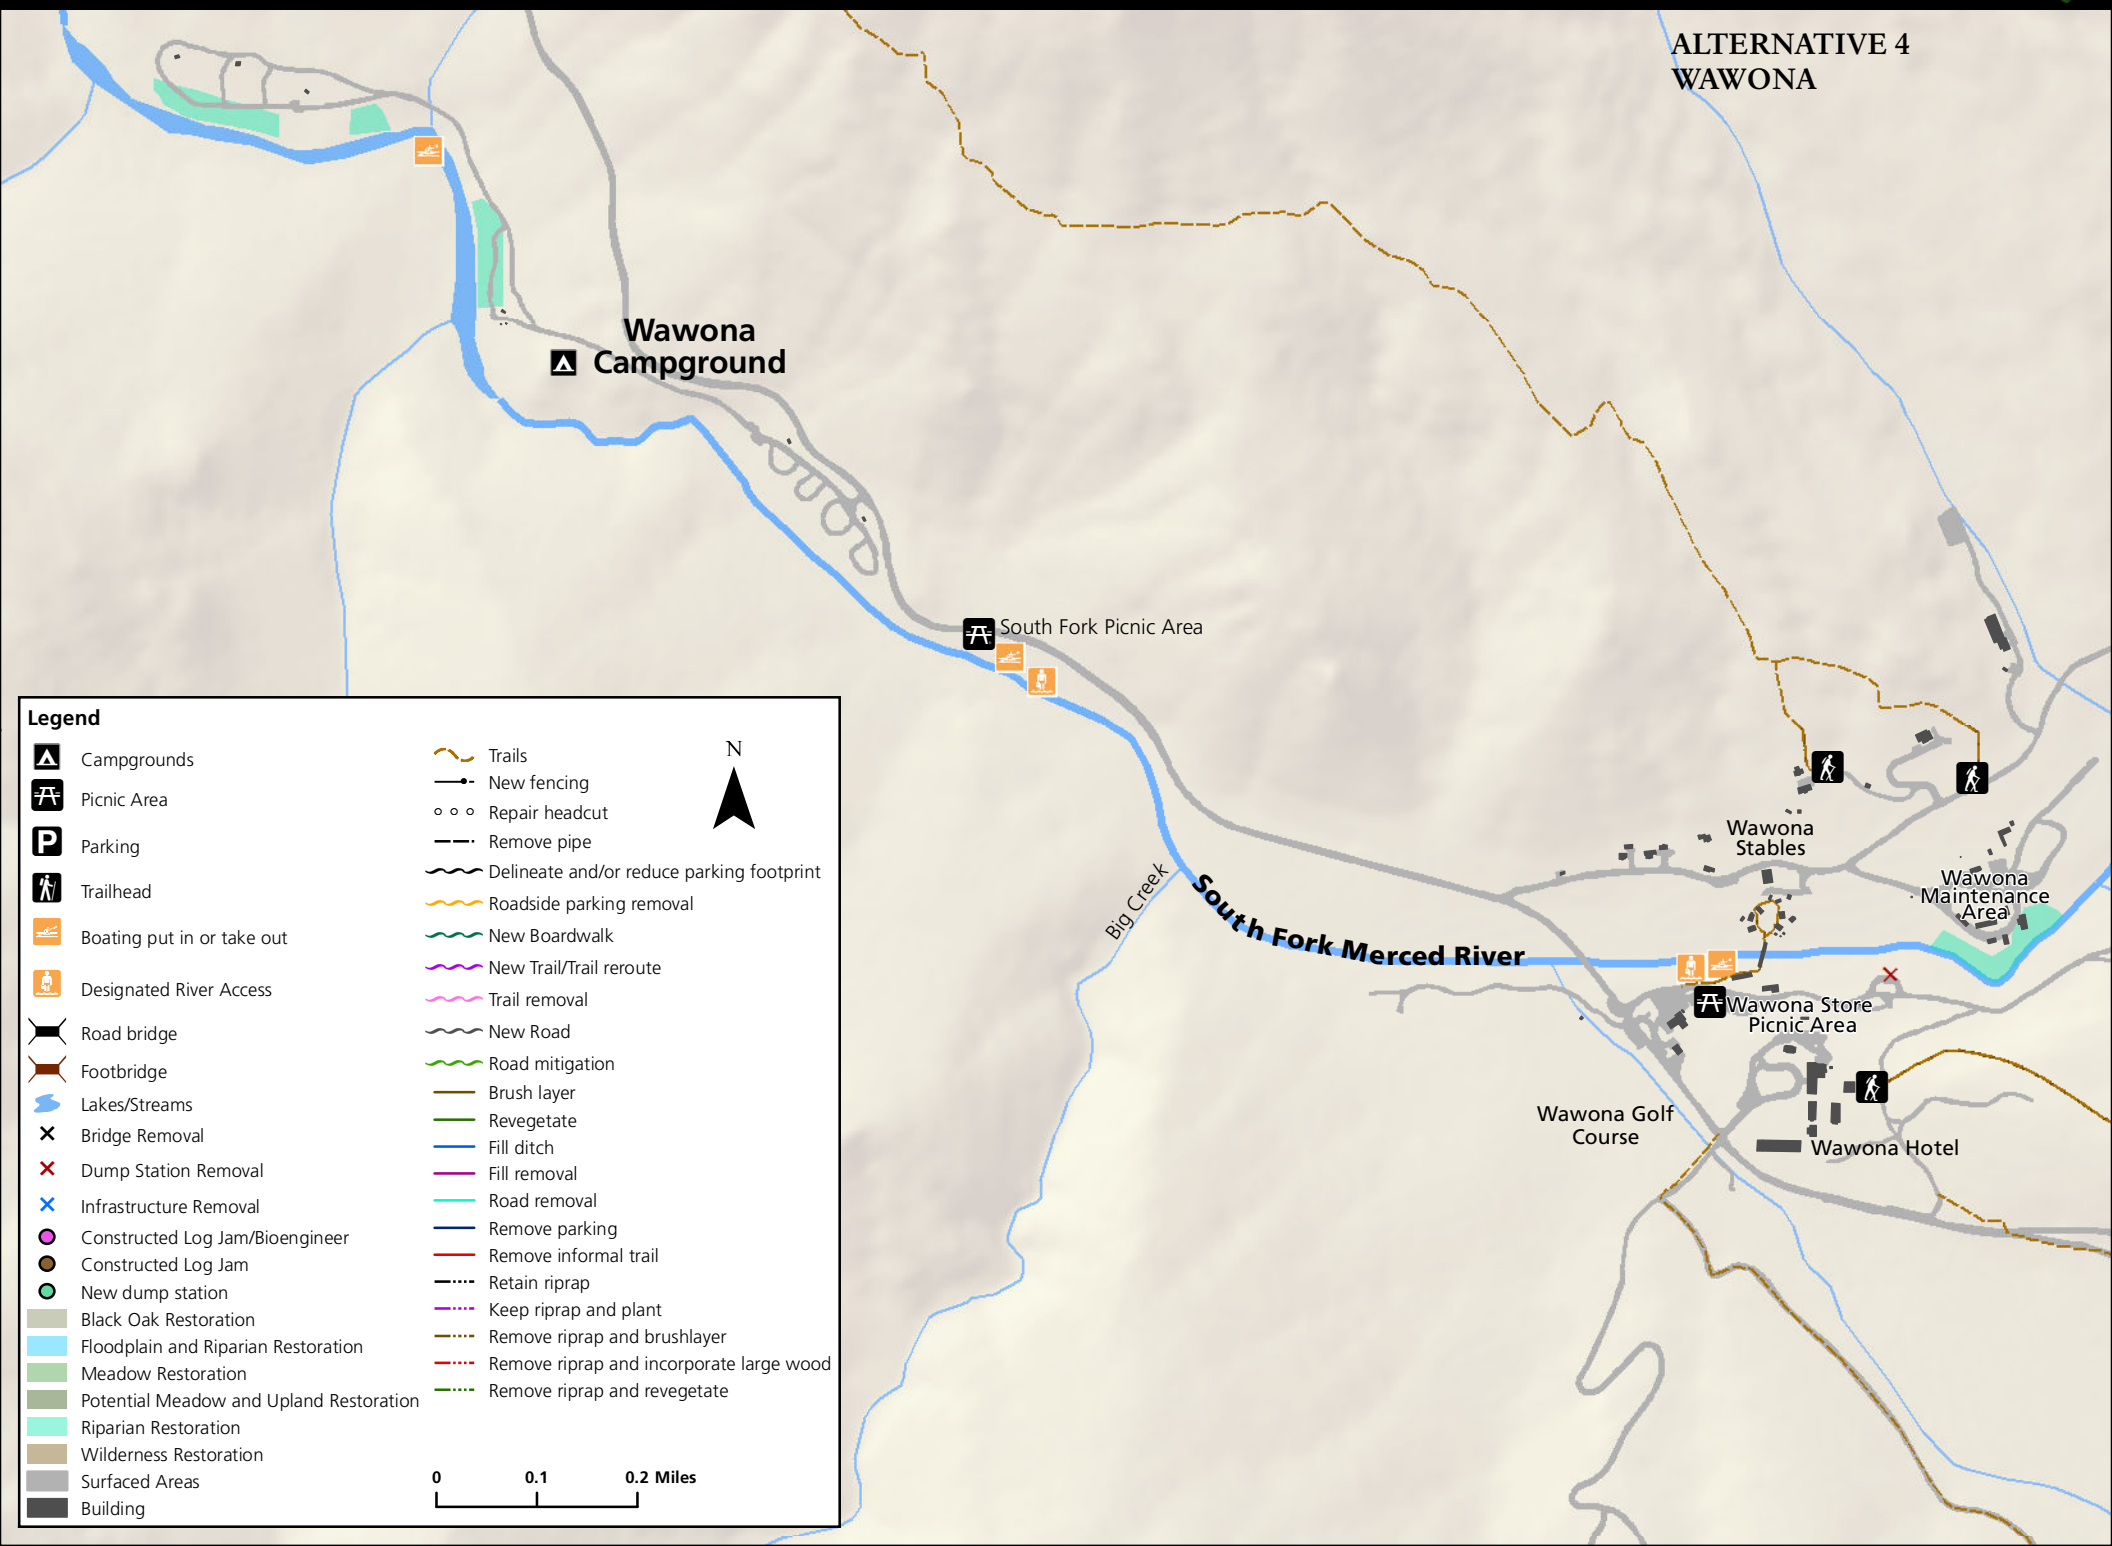 ALTERNATIVE 4
WAWONA
Wawona
Campground
South Fork Picnic Area
Big Creek
South Fork Merced River
Wawona
Stables
Wawona
Maintenance
Area
Wawona Store
Picnic Area
Wawona Golf
Course
Wawona Hotel
Legend
Campgrounds
Picnic Area
P
Parking
Trailhead
Boating put in or take out
Designated River Access
Road bridge
Footbridge
Lakes/Streams
Bridge Removal
Dump Station Removal
Infrastructure Removal
Constructed Log Jam/Bioengineer
Constructed Log Jam
New dump station
Black Oak Restoration
Floodplain and Riparian Restoration
Meadow Restoration
Potential Meadow and Upland Restoration
Riparian Restoration
Wilderness Restoration
Surfaced Areas
Building
Trails
New fencing
Repair headcut
Remove pipe
Delineate and/or reduce parking footprint
Roadside parking removal
New Boardwalk
New Trail/Trail reroute
Trail removal
New Road
Road mitigation
Brush layer
Revegetate
Fill ditch
Fill removal
Road removal
Remove parking
Remove informal trail
Retain riprap
Keep riprap and plant
Remove riprap and brushlayer
Remove riprap and incorporate large wood
Remove riprap and revegetate
N
0 0.1 0.2 Miles